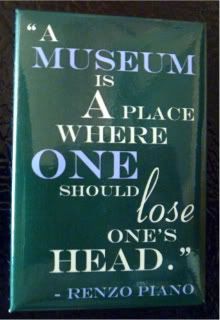 “A
MUSEUM
IS
A PLACE
WHERE
ONE
SHOULD lose
ONE'S
HEAD.”
- RENZO PIANO